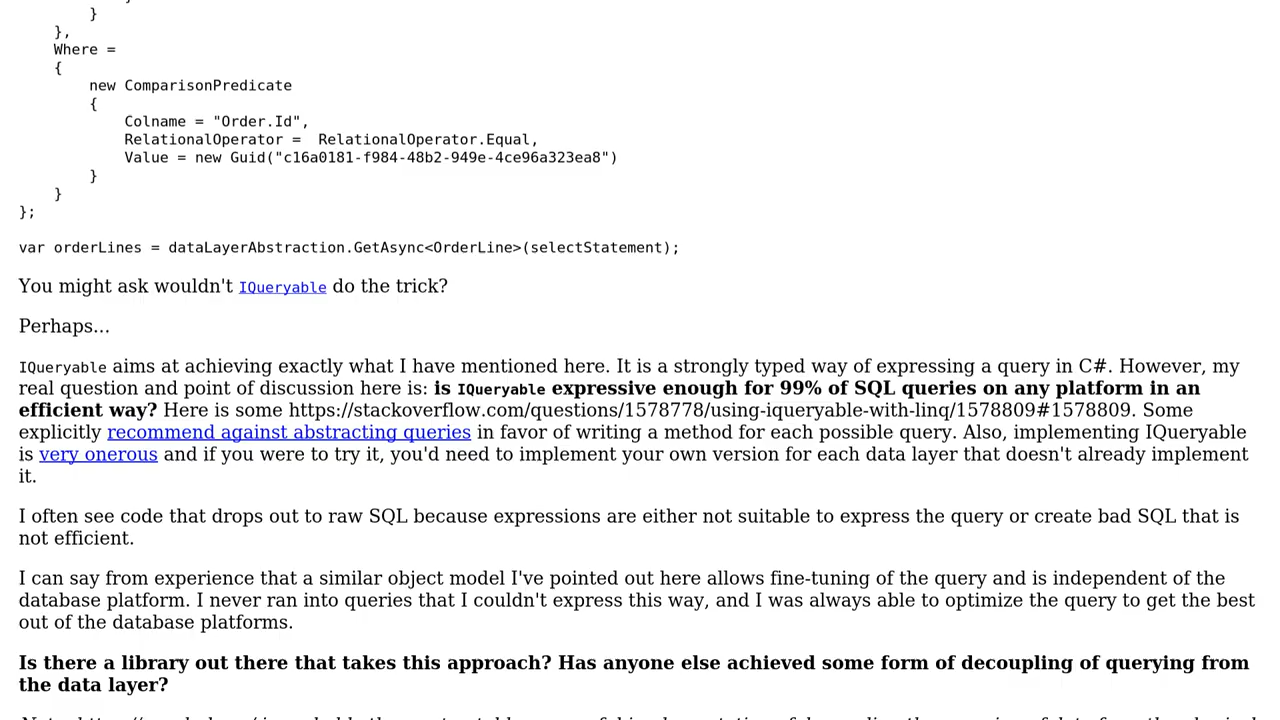 }
},
Where =
{
new ComparisonPredicate
{
Colname = "Order.Id",
RelationalOperator =  RelationalOperator.Equal,
Value = new Guid("c16a0181-f984-48b2-949e-4ce96a323ea8")
}
}
};
var orderLines = dataLayerAbstraction.GetAsync<OrderLine>(selectStatement);
You might ask wouldn't IQueryable do the trick?
Perhaps...
IQueryable aims at achieving exactly what I have mentioned here. It is a strongly typed way of expressing a query in C#. However, my
real question and point of discussion here is: is IQueryable expressive enough for 99% of SQL queries on any platform in an
efficient way? Here is some https://stackoverflow.com/questions/1578778/using-iqueryable-with-linq/1578809#1578809. Some
explicitly recommend against abstracting queries in favor of writing a method for each possible query. Also, implementing IQueryable
is very onerous and if you were to try it, you'd need to implement your own version for each data layer that doesn't already implement
it.
I often see code that drops out to raw SQL because expressions are either not suitable to express the query or create bad SQL that is
not efficient.
I can say from experience that a similar object model I've pointed out here allows fine-tuning of the query and is independent of the
database platform. I never ran into queries that I couldn't express this way, and I was always able to optimize the query to get the best
out of the database platforms.
Is there a library out there that takes this approach? Has anyone else achieved some form of decoupling of querying from
the data layer?